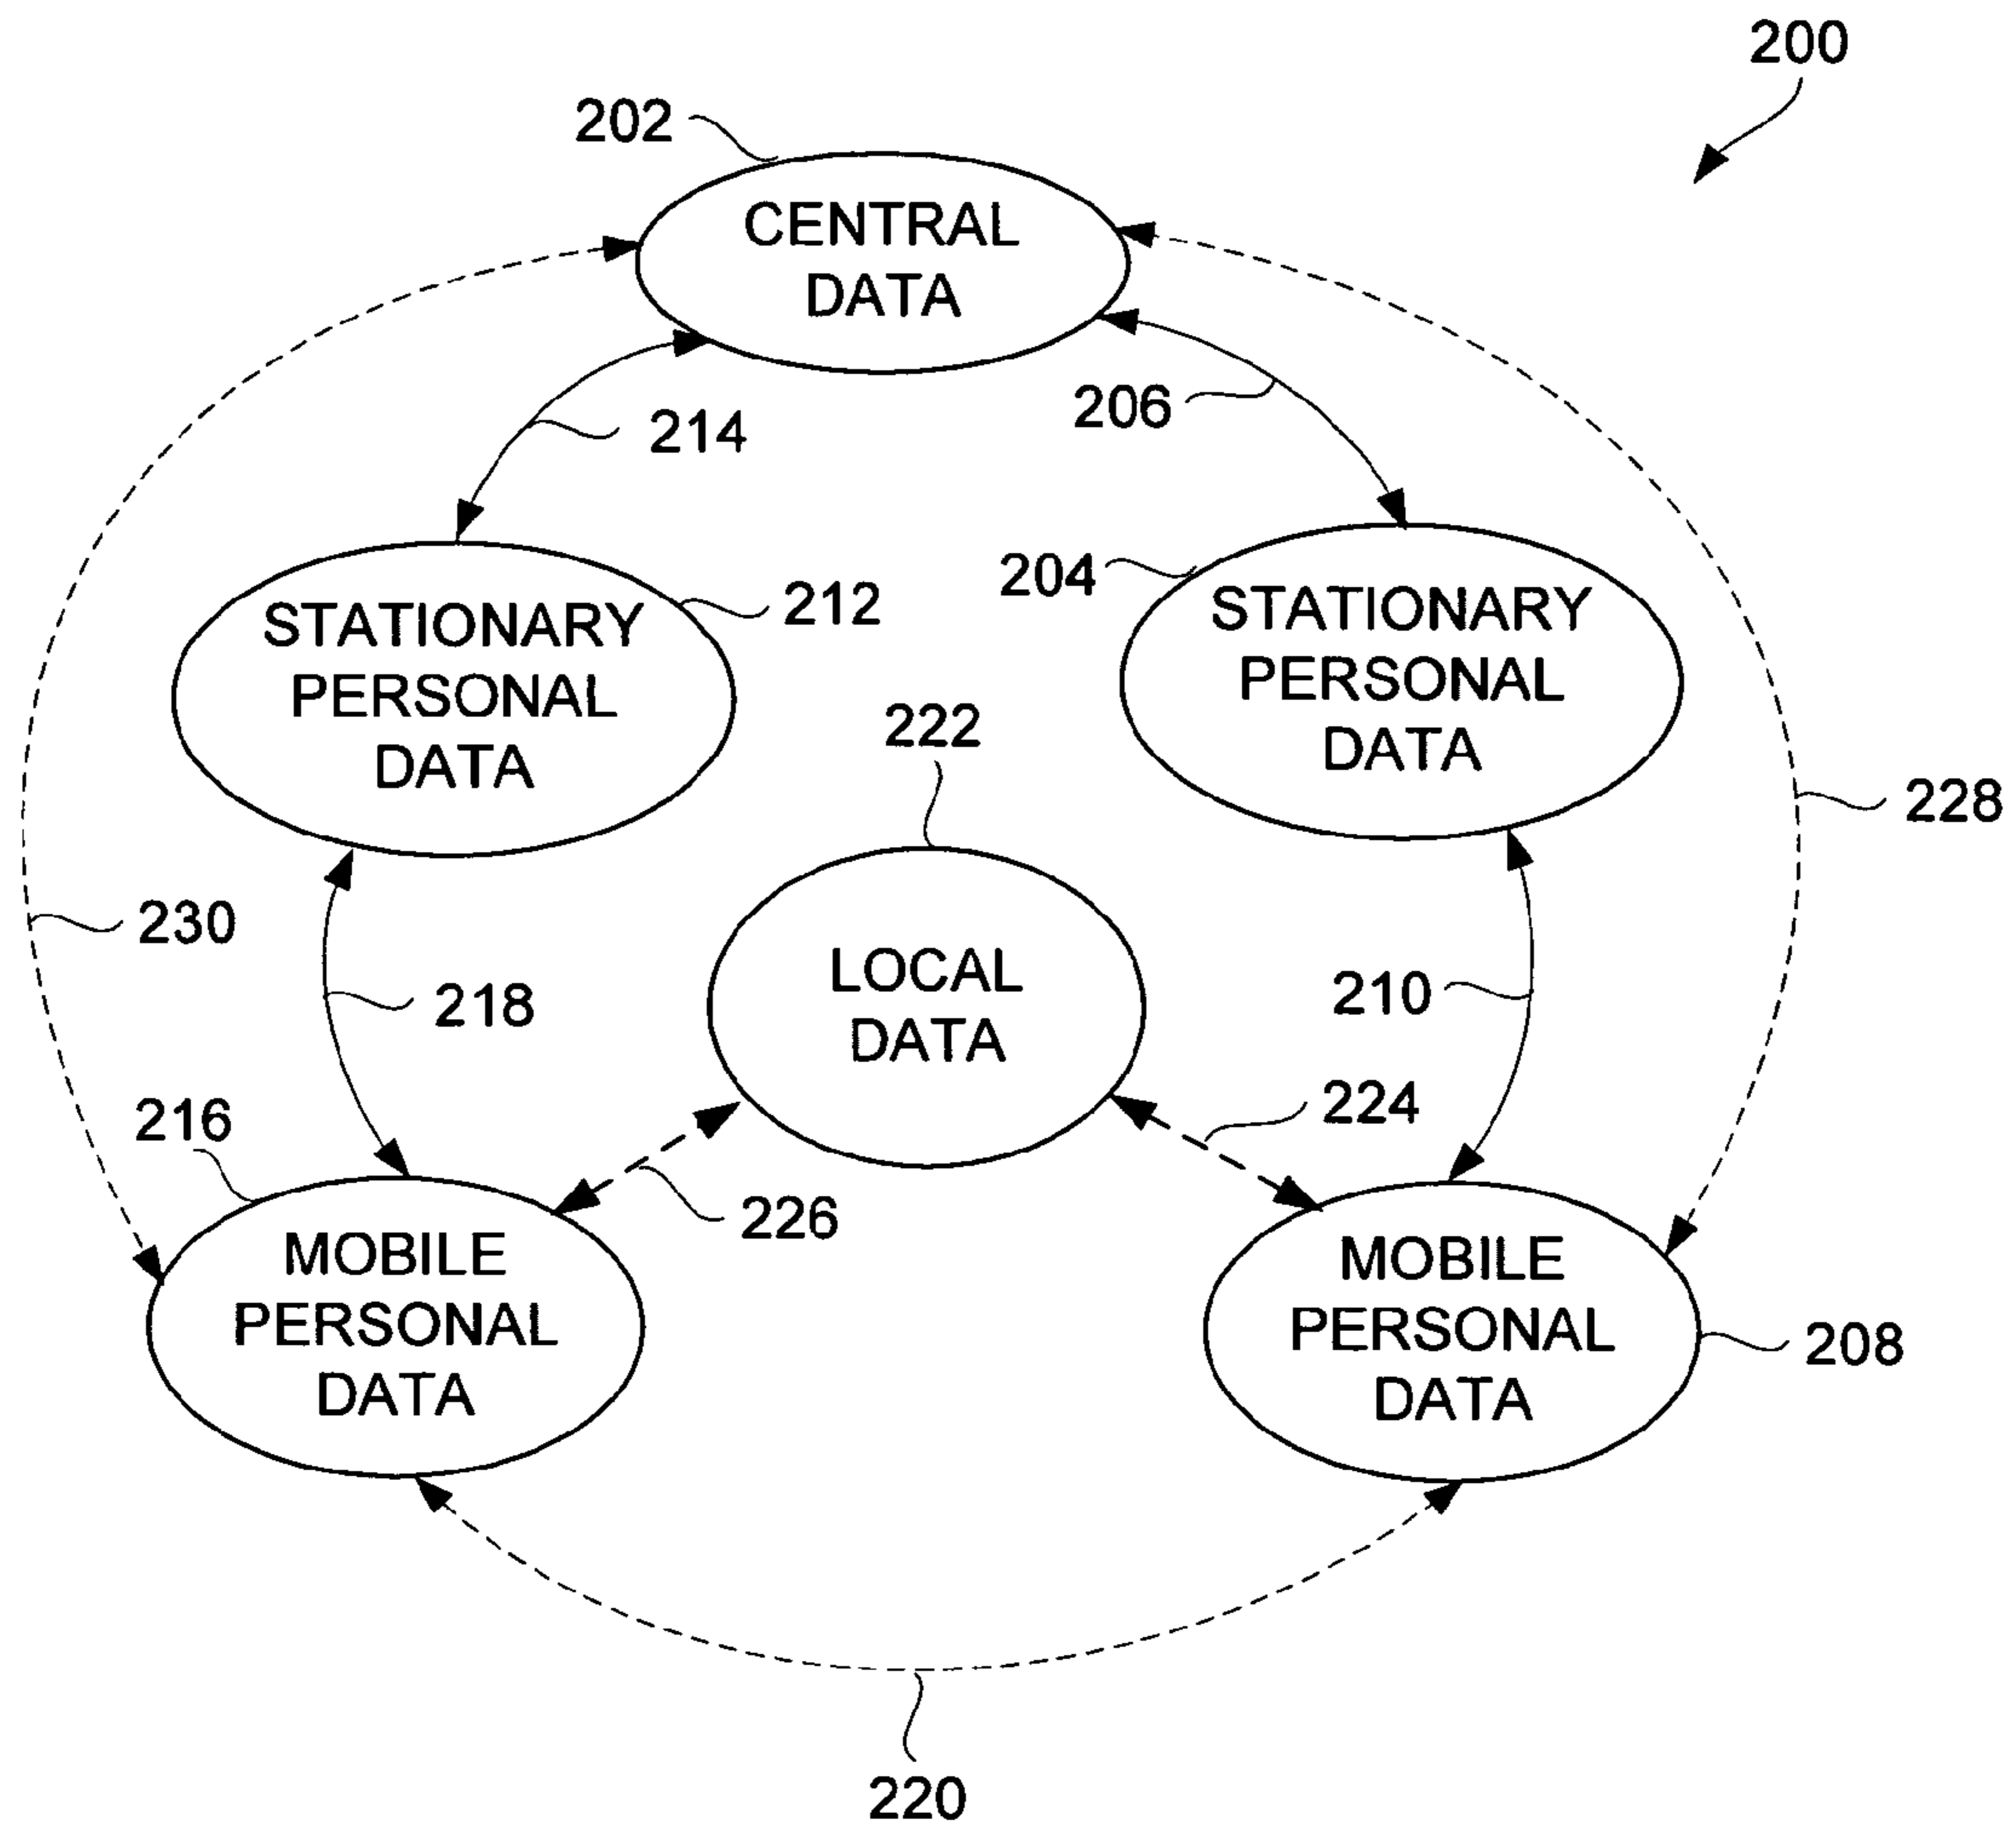 200
202
CENTRAL
DATA
206
214
204
STATIONARY
PERSONAL
DATA
212
STATIONARY
PERSONAL
DATA
222
228
230
LOCAL
DATA
218
210
224
216
226
MOBILE
PERSONAL
DATA
MOBILE
PERSONAL
DATA
208
220